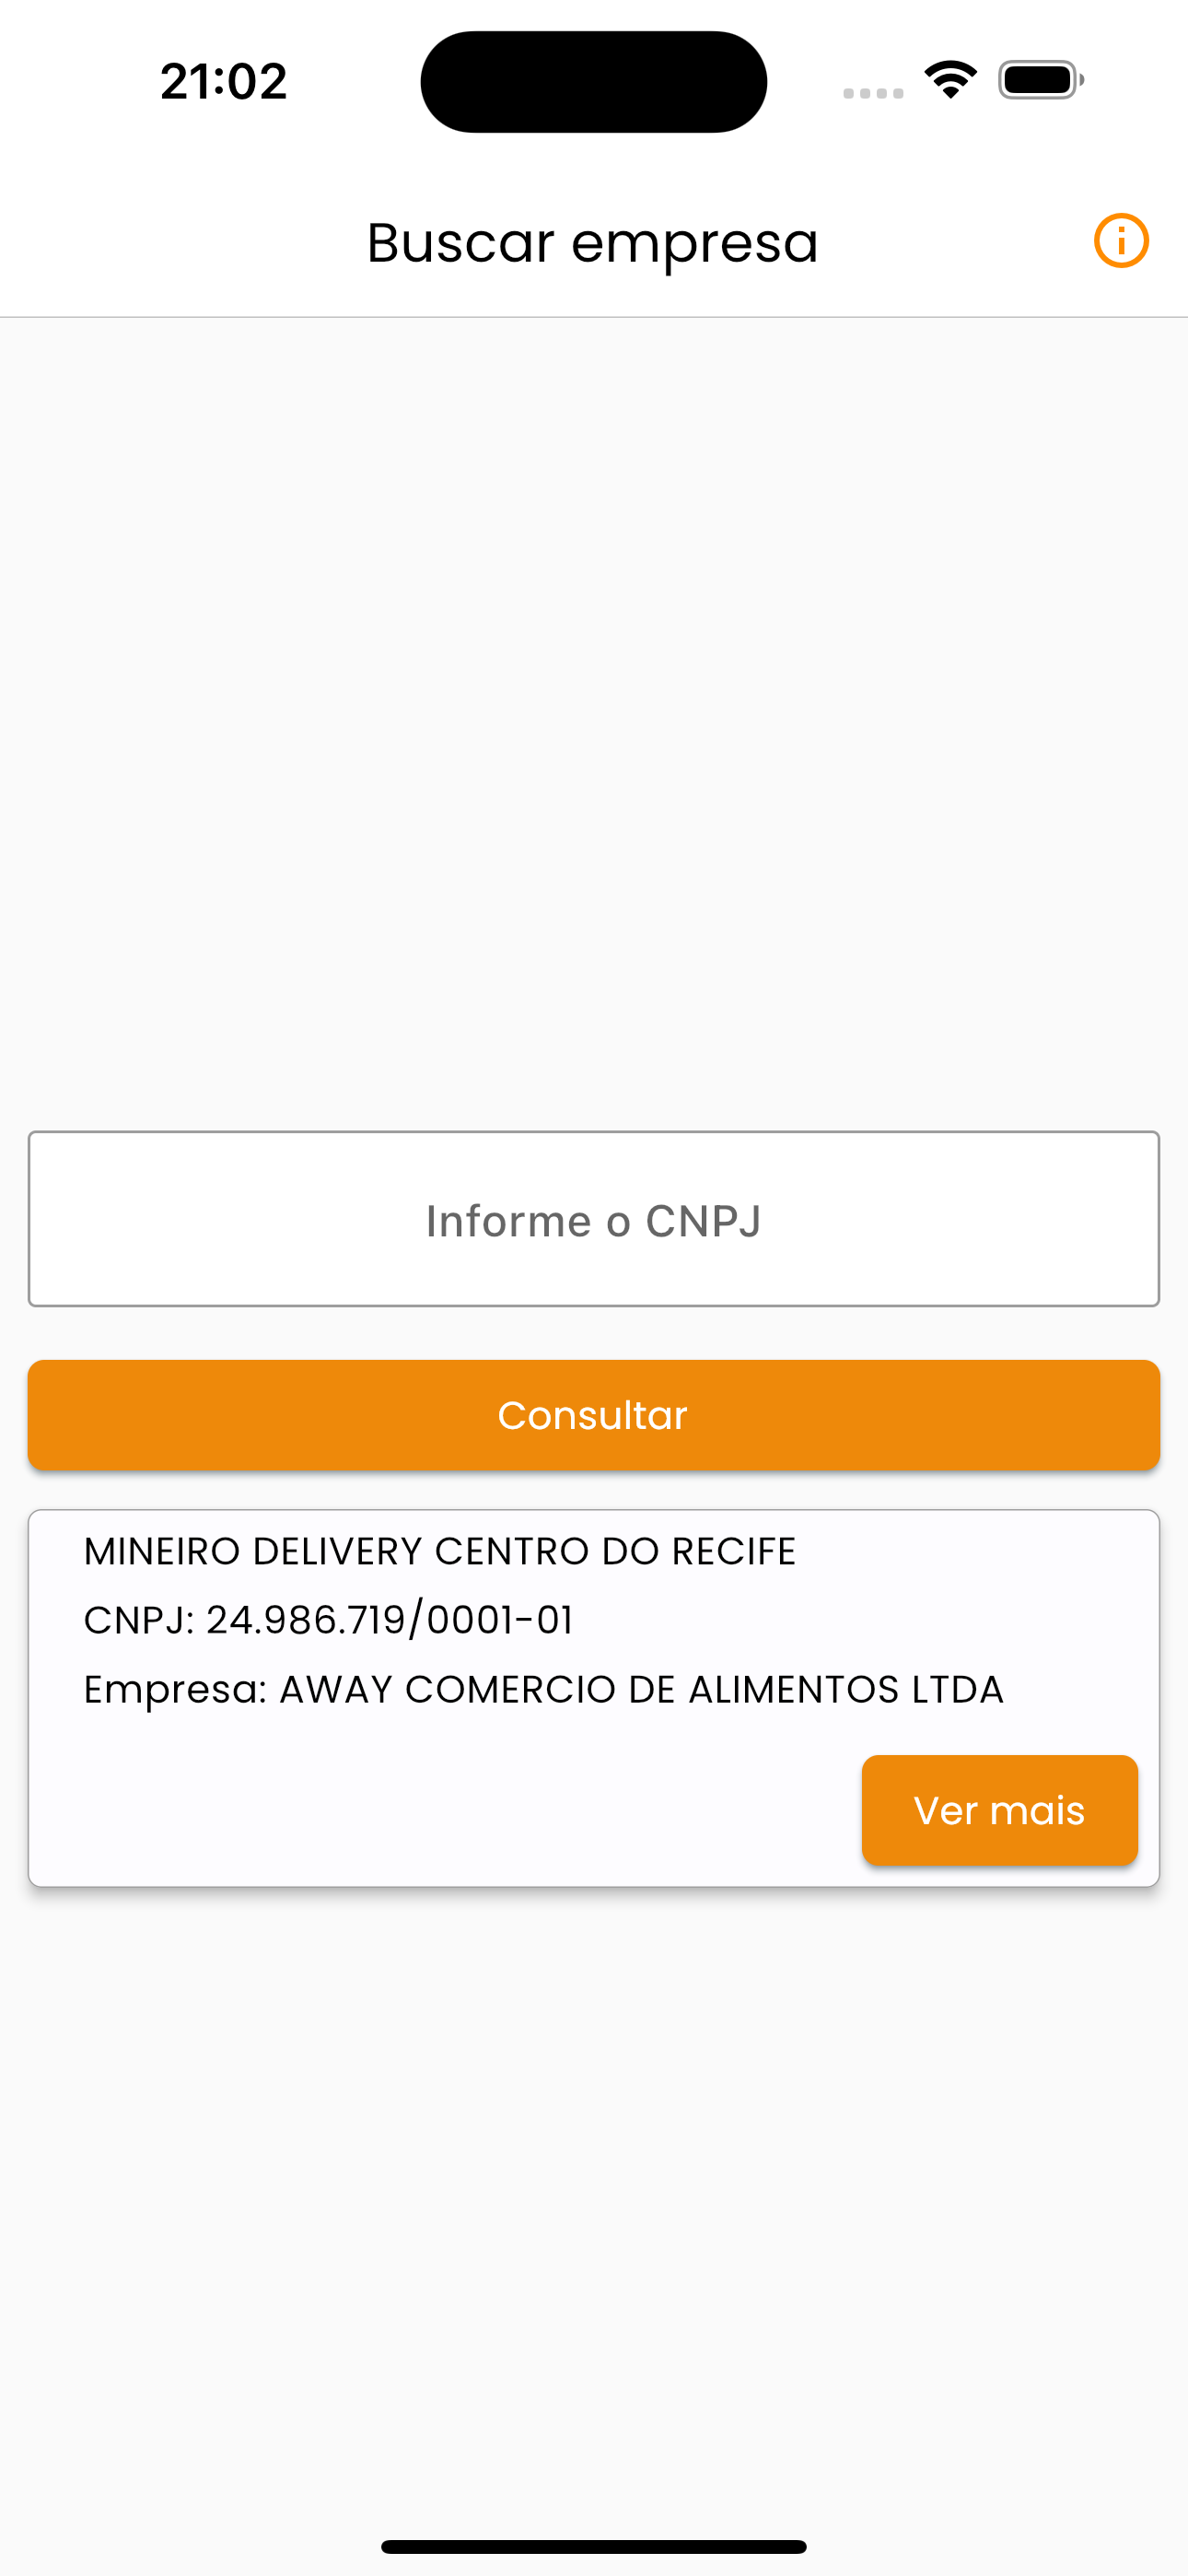 21:02
Buscar empresa
Informe o CNPJ
Consultar
MINEIRO DELIVERY CENTRO DO RECIFE
CNPJ: 24.986.719/0001-01
Empresa: AWAY COMERCIO DE ALIMENTOS LTDA
Ver mais